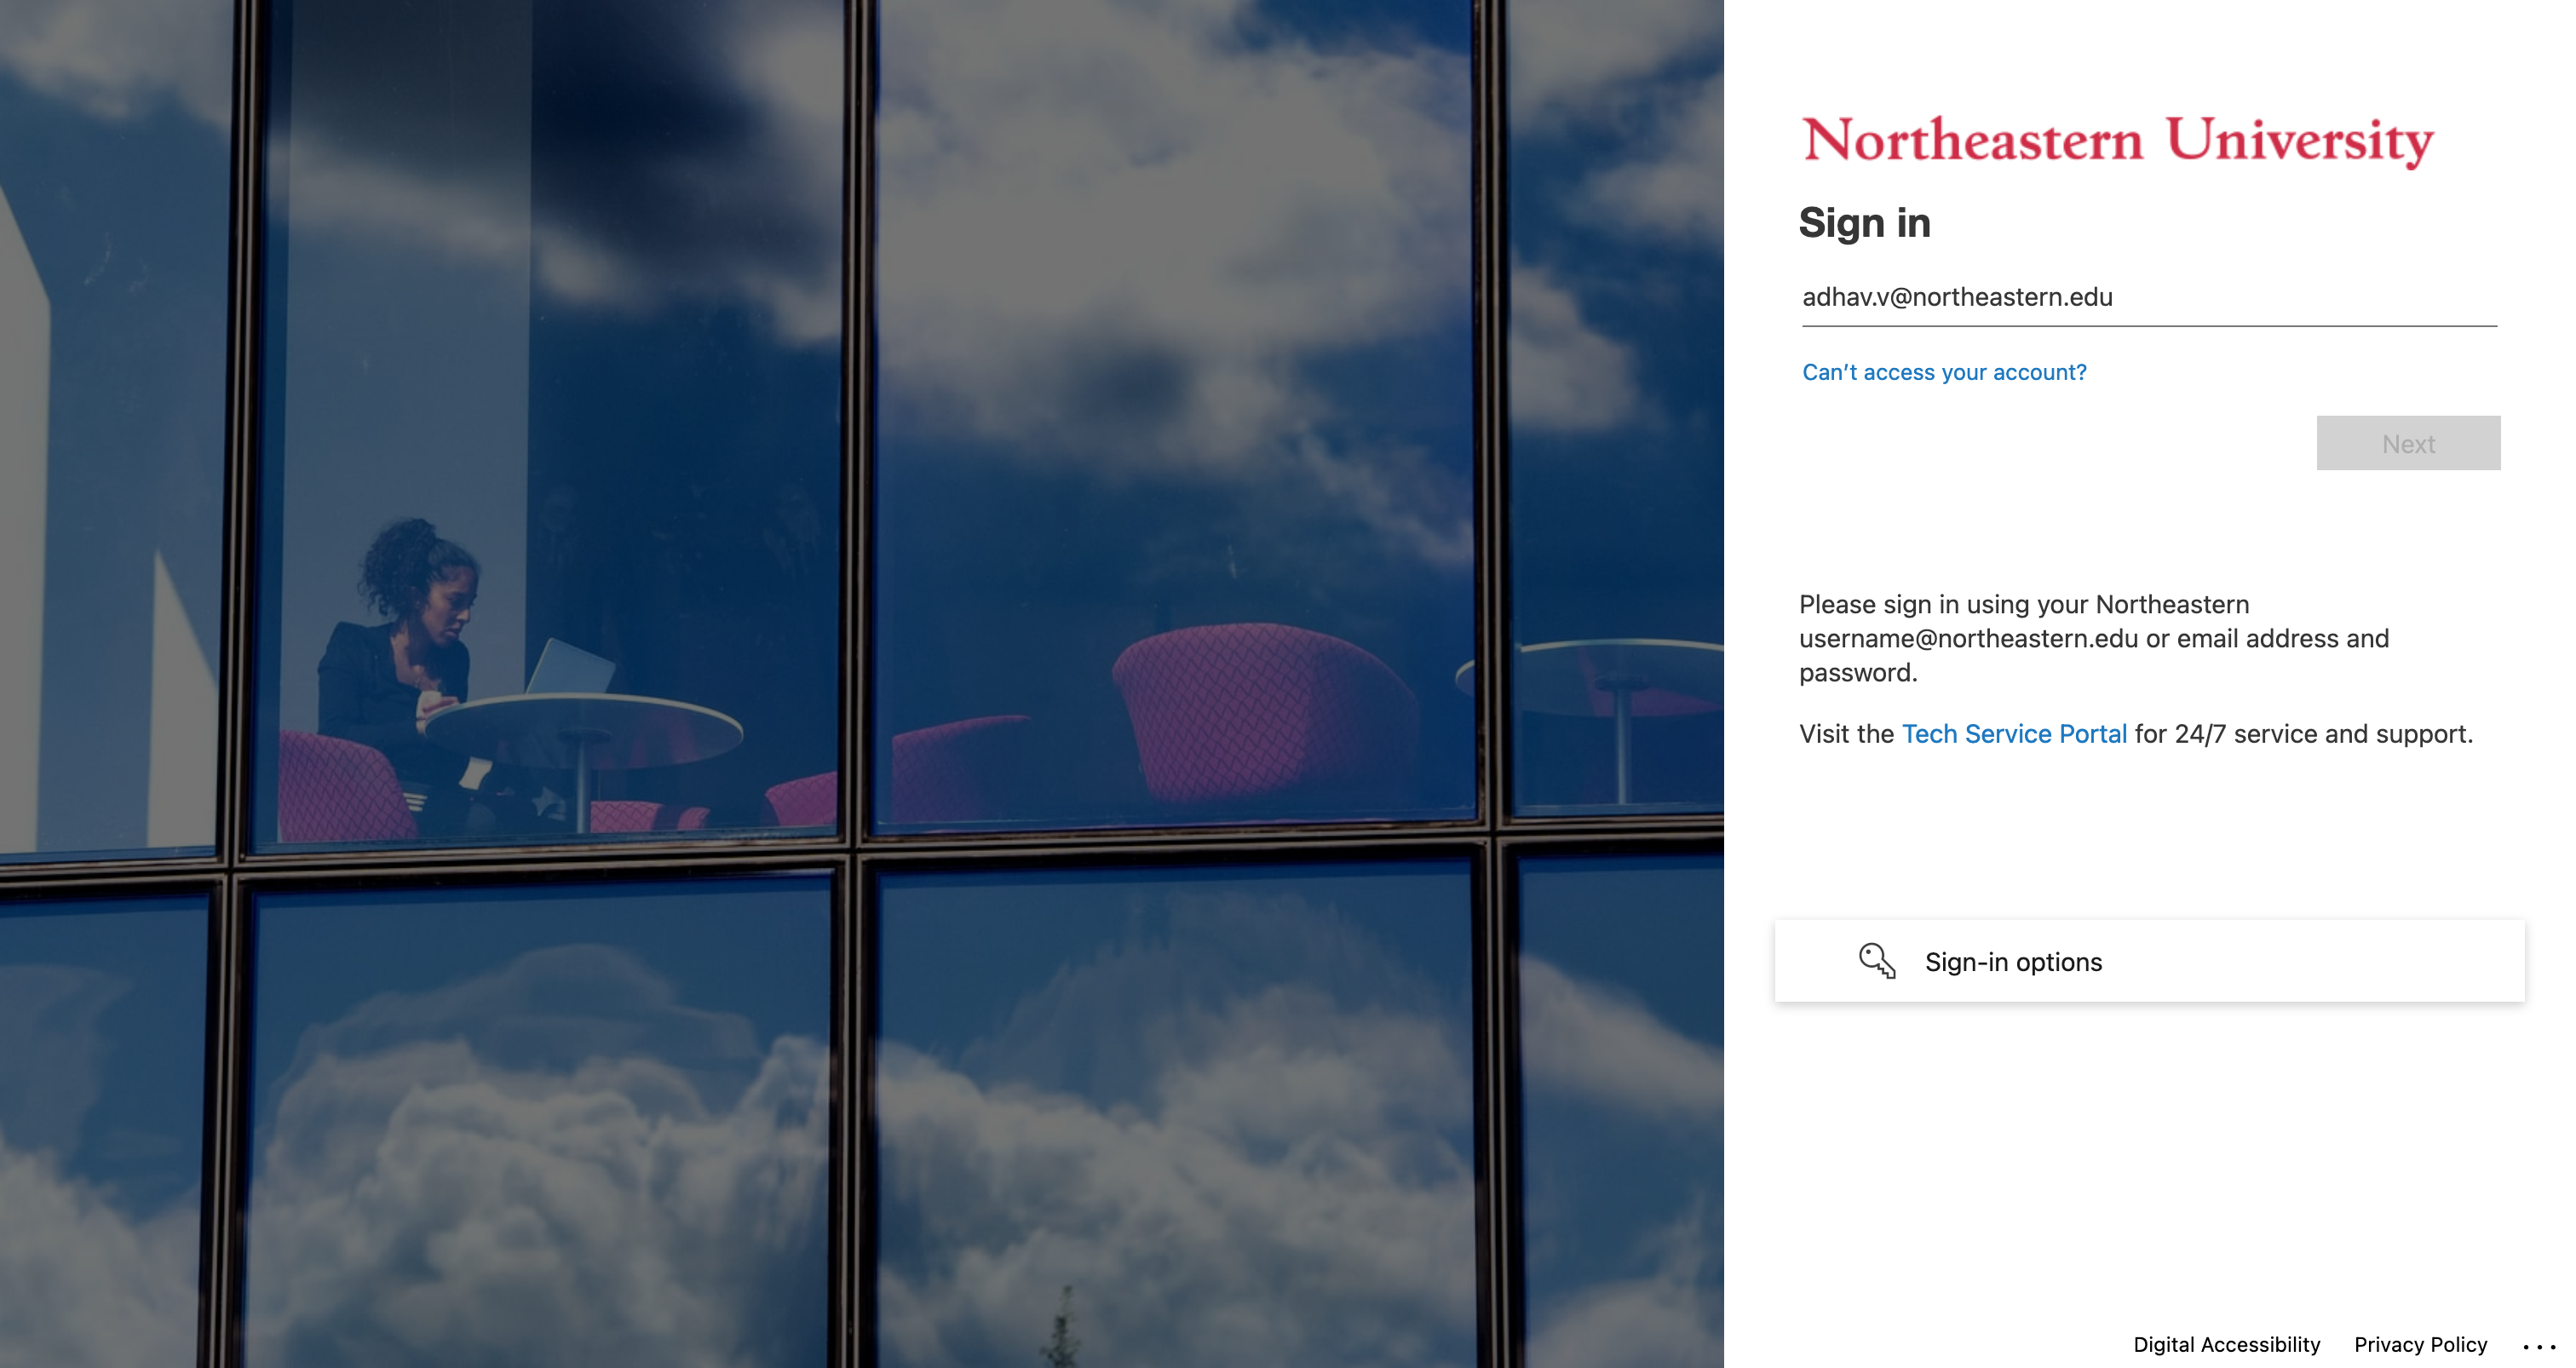 Northeastern University
Sign in
adhav.v@northeastern.edu
Can't access your account?
Next
Please sign in using your Northeastern
username@northeastern.edu or email address and
password.
Visit the Tech Service Portal for 24/7 service and support.
Sign-in options
Digital Accessibility Privacy Policy ...